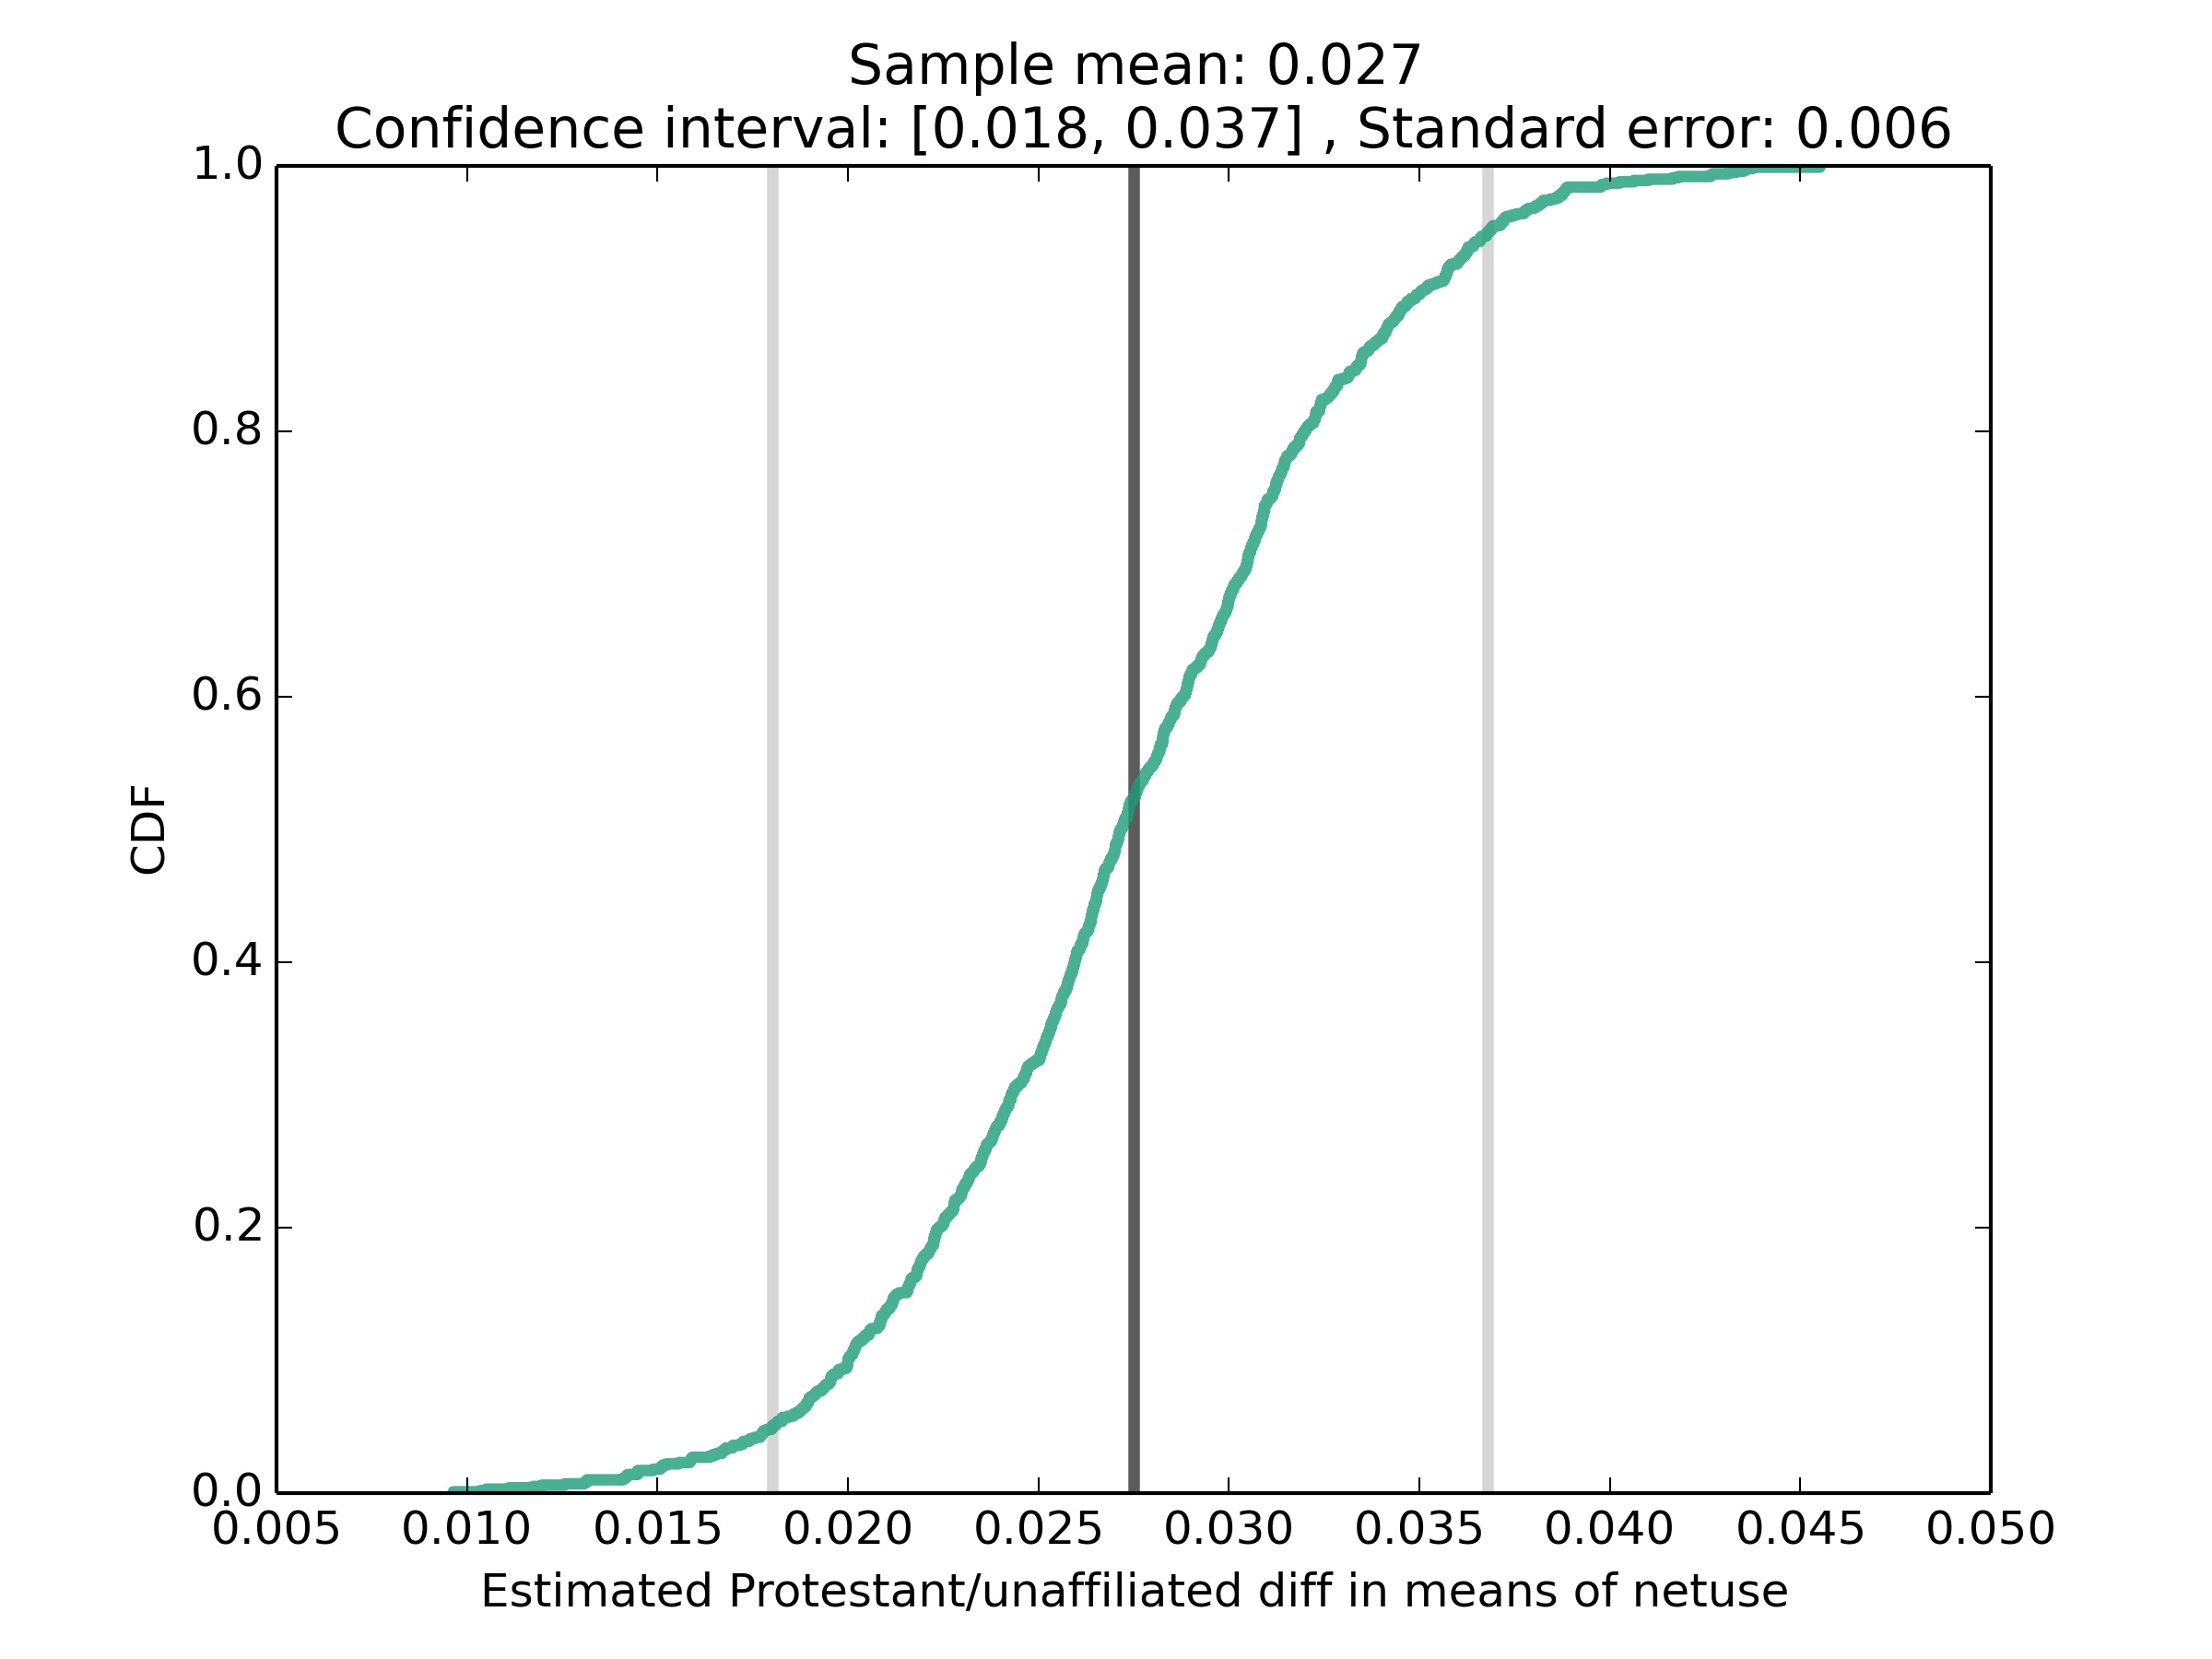 Sample mean: 0.027
Confidence interval: [0.018, 0.037] , Standard error: 0.006
1.0
0.8
0.6
0.4
0.2
0.0
CDF
0.005 0.010 0.015 0.020 0.025 0.030 0.035 0.040 0.045 0.050
Estimated Protestant/unaffiliated diff in means of netuse